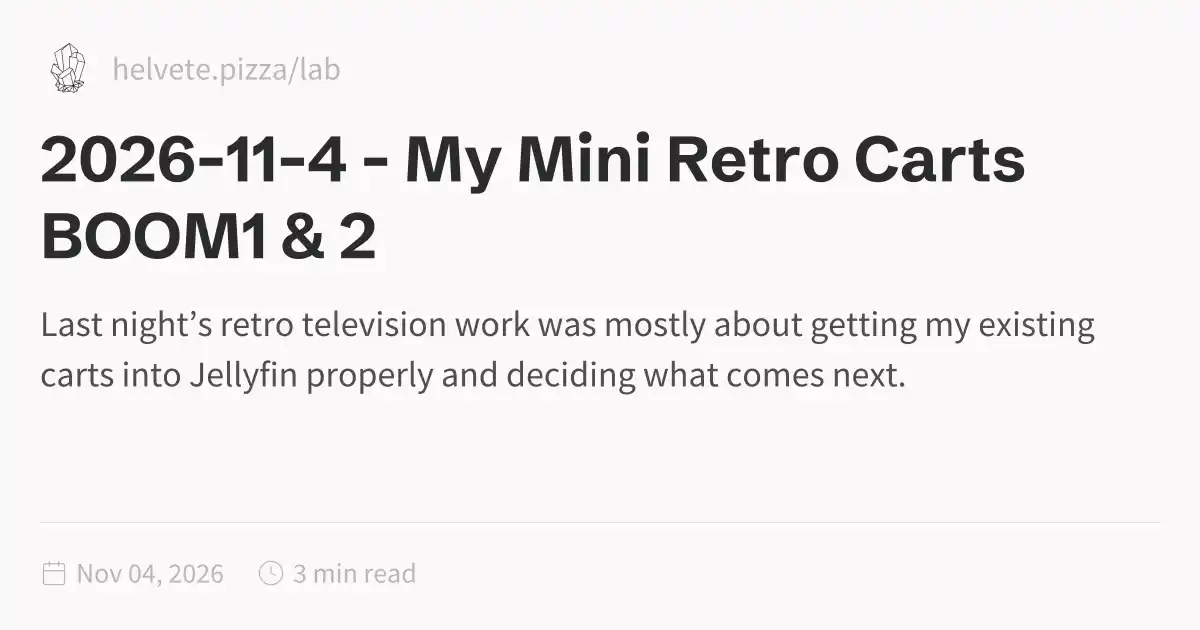 helvete.pizza/lab
2026-11-4 - My Mini Retro Carts
BOOM1 & 2
Last night’s retro television work was mostly about getting my existing
carts into Jellyfin properly and deciding what comes next.
Nov 04, 2026 3 min read